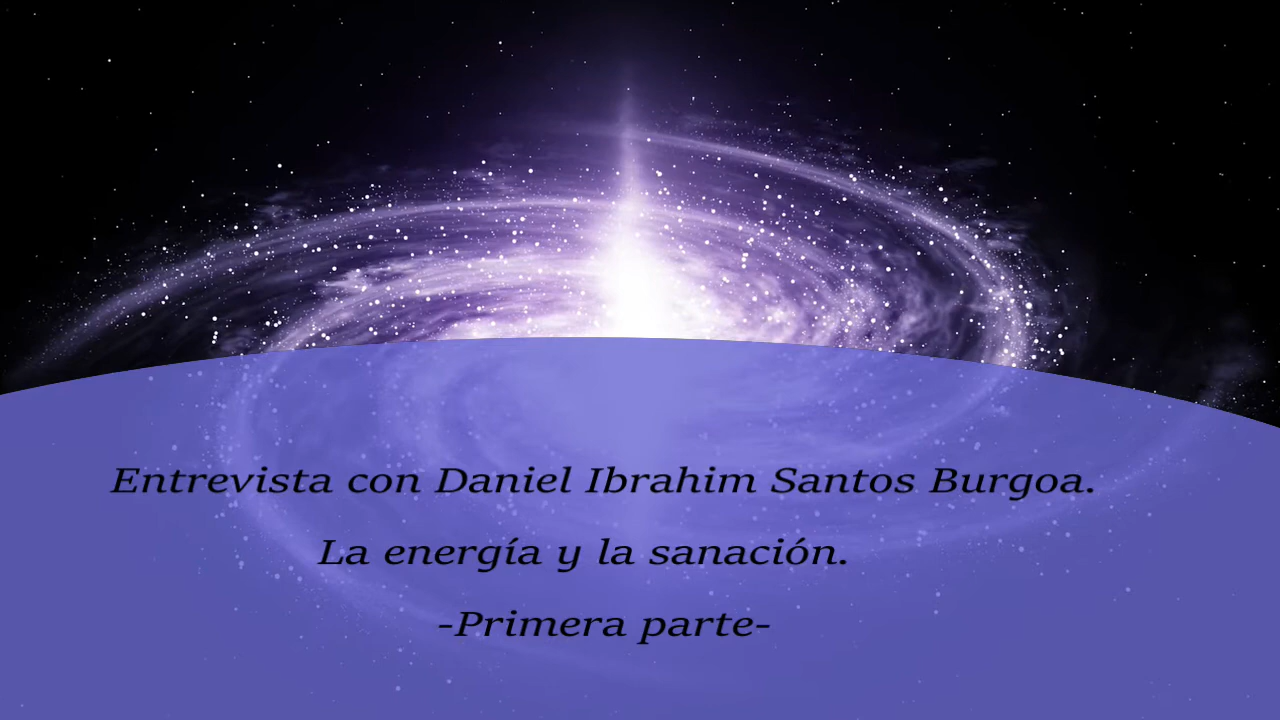 Entrevista con Daniel Ibrahim Santos Burgoa.
La energía y la sanación.
-Primera parte-